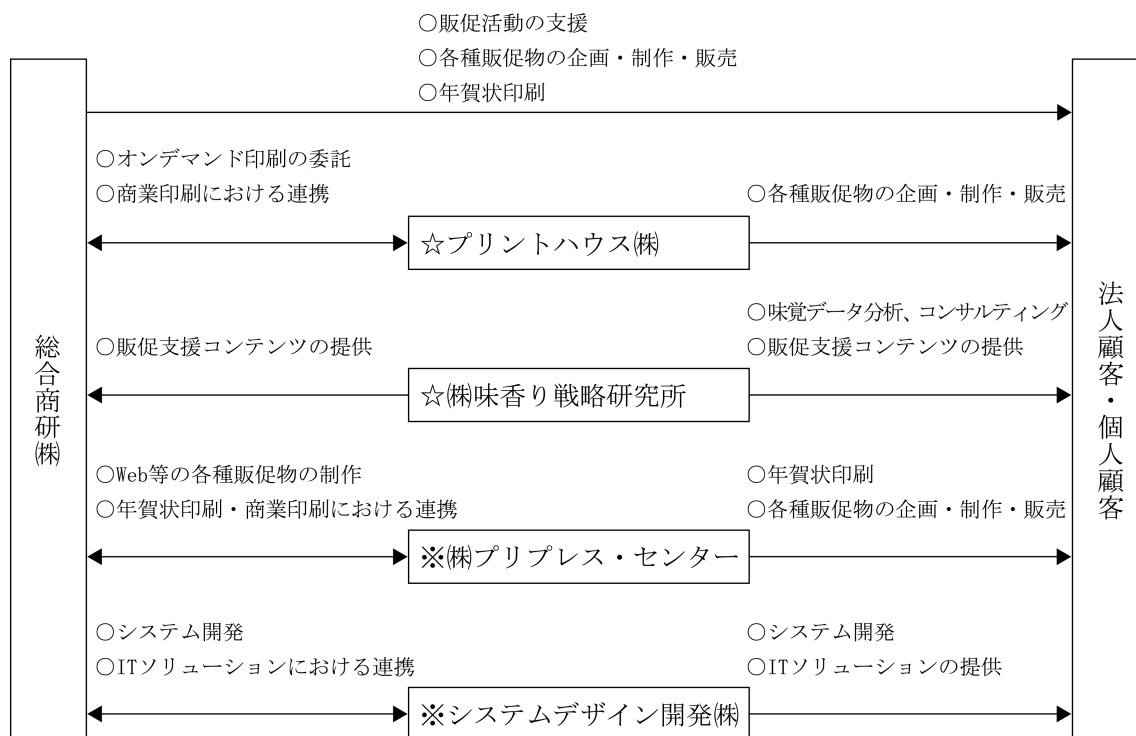 ○販促活動の支援
○各種販促物の企画・制作・販売
○年賀状印刷
総合商研㈱
法人顧客・個人顧客
○オンデマンド印刷の委託
○商業印刷における連携
○各種販促物の企画・制作・販売
☆プリントハウス㈱
○味覚データ分析、コンサルティング
○販促支援コンテンツの提供
○販促支援コンテンツの提供
☆㈱味香り戦略研究所
○Web等の各種販促物の制作
○年賀状印刷・商業印刷における連携
○年賀状印刷
○各種販促物の企画・制作・販売
※㈱プリプレス・センター
○システム開発
○ITソリューションにおける連携
○システム開発
○ITソリューションの提供
※システムデザイン開発㈱